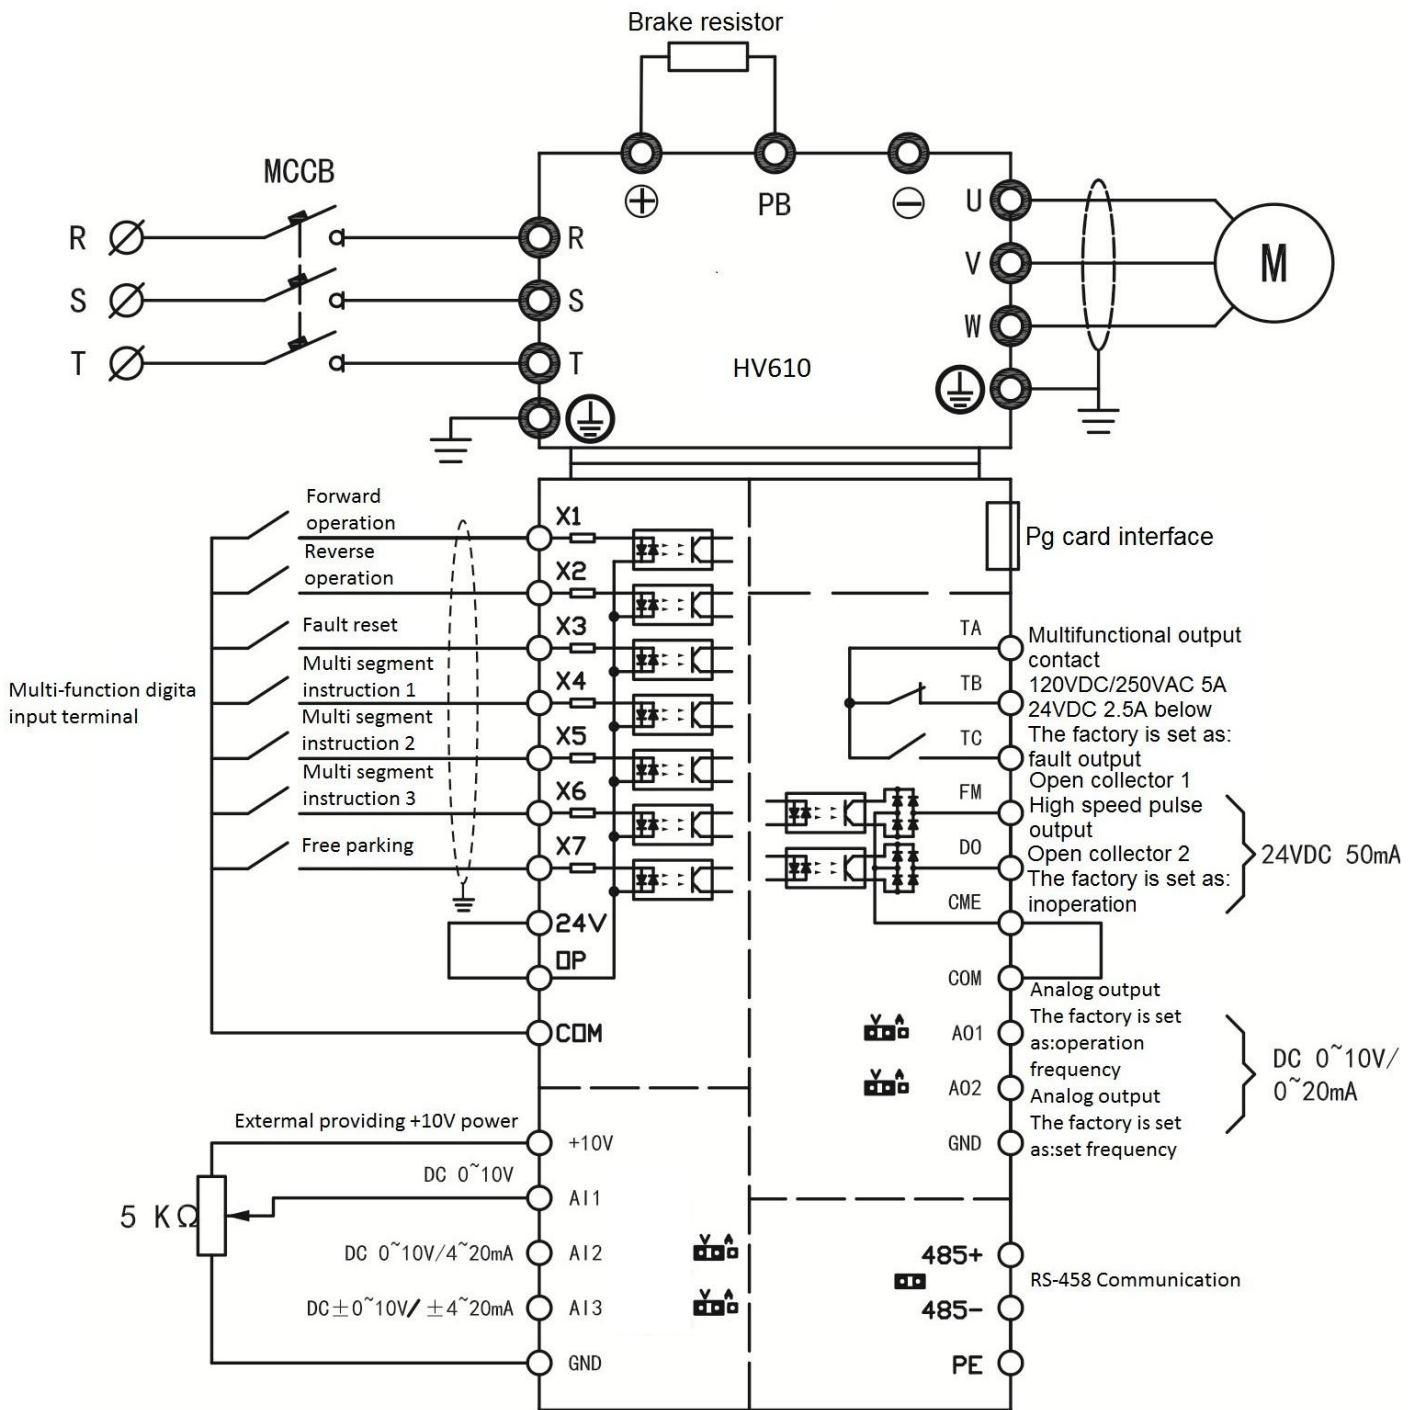 Brake resistor
MCCB
PB
U
R
R
V
S
S
M
W
T
T
HV610
Forward
operation
X1
Reverse
operation
X2
Pg card interface
Fault reset
X3
TA
Multifunctional output
contact
Multi segment
instruction 1
X4
TB
120VDC/250VAC 5A
24VDC 2.5A below
Multi-function digita
input terminal
Multi segment
instruction 2
X5
TC
The factory is set as:
fault output
Multi segment
instruction 3
X6
FM
Open collector 1
High speed pulse
output
24VDC 50mA
Free parking
X7
DO
Open collector 2
The factory is set as:
inoperation
CME
24V
OP
COM
COM
Analog output
The factory is set
as:operation
frequency
V A
AO1
DC 0~10V/
0~20mA
V A
AO2
Analog output
The factory is set
as:set frequency
GND
External providing +10V power
+10V
DC 0~10V
AI1
5 KΩ
DC 0~10V/4~20mA
AI2
V A
485+
RS-458 Communication
DC±0~10V/ ±4~20mA
AI3
V A
485-
GND
PE